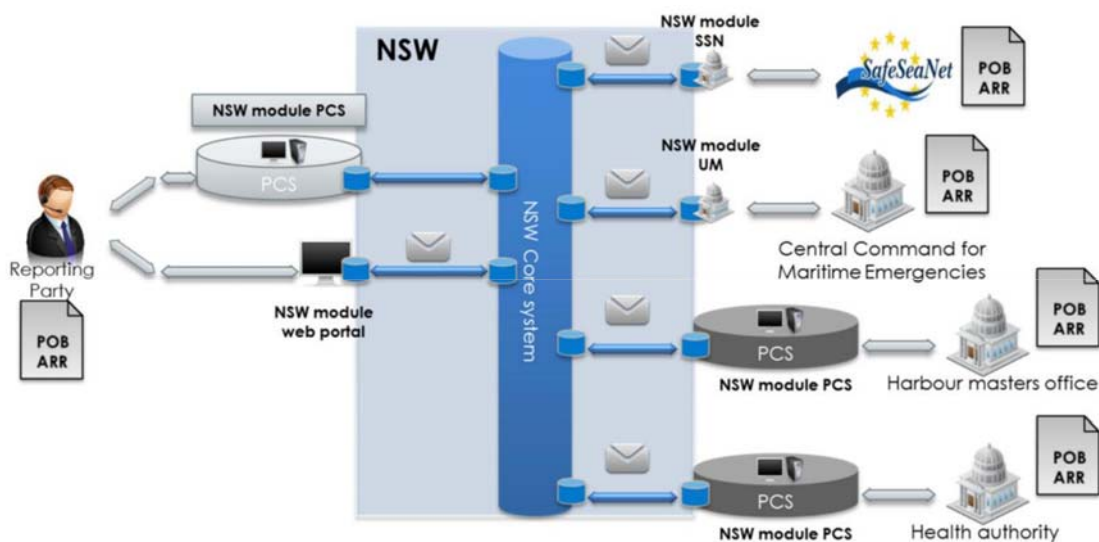 NSW
NSW module
SSN
SafeSeaNet
POB
ARR
NSW module PCS
PCS
NSW module
UM
POB
ARR
Central Command for
Maritime Emergencies
Reporting
Party
POB
ARR
NSW module
web portal
NSW Core system
PCS
NSW module PCS
Harbour masters office
POB
ARR
PCS
NSW module PCS
Health authority
POB
ARR